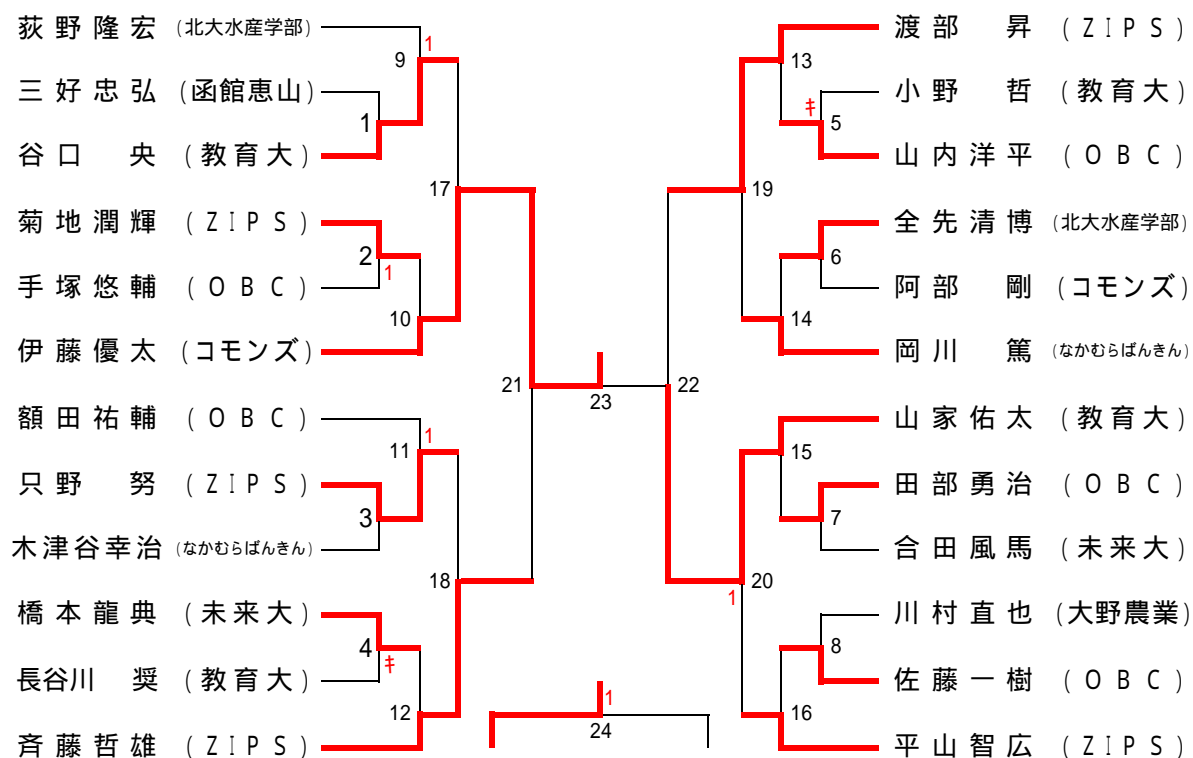 荻野隆宏 (北大水産学部)
9
1
三好忠弘 (函館恵山)
1
谷口 央 (教育大)
17
菊地潤輝 (ZIPS)
2
1
手塚悠輔 (OBC)
10
伊藤優太 (コモンズ)
21
23
額田祐輔 (OBC)
11
1
只野 努 (ZIPS)
3
木津谷幸治 (なかむらばんきん)
18
橋本龍典 (未来大)
4
キ
長谷川 奨 (教育大)
12
斉藤哲雄 (ZIPS)
1
24
渡部 昇 (ZIPS)
13
小野 哲 (教育大)
キ
5
山内洋平 (OBC)
19
全先清博 (北大水産学部)
6
阿部 剛 (コモンズ)
14
岡川 篤 (なかむらばんきん)
22
山家佑太 (教育大)
15
田部勇治 (OBC)
7
合田風馬 (未来大)
20
1
川村直也 (大野農業)
8
佐藤一樹 (OBC)
16
平山智広 (ZIPS)